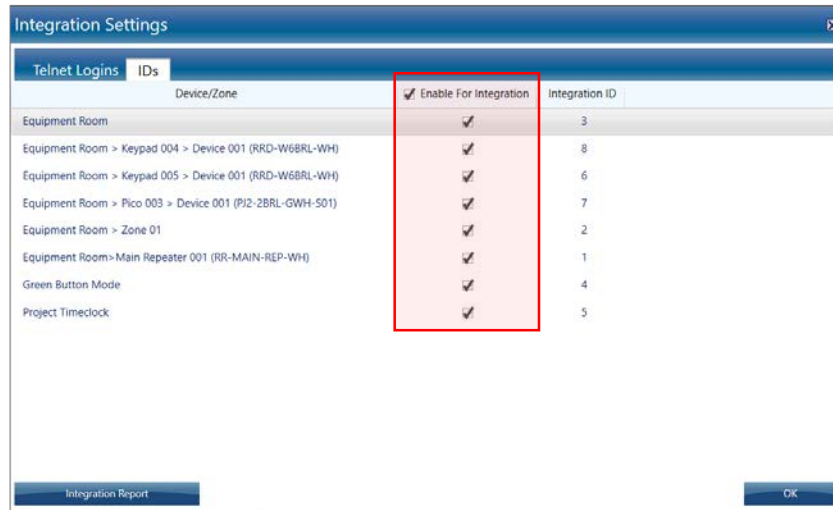 Integration Settings
Telnet Logins IDs
Device/Zone Enable For Integration Integration ID
Equipment Room 3
Equipment Room > Keypad 004 > Device 001 (RRD-W6BRL-WH) 8
Equipment Room > Keypad 005 > Device 001 (RRD-W6BRL-WH) 6
Equipment Room > Pico 003 > Device 001 (PJ2-2BRL-GWH-S01) 7
Equipment Room > Zone 01 2
Equipment Room>Main Repeater 001 (RR-MAIN-REP-WH) 1
Green Button Mode 4
Project Timeclock 5
Integration Report OK